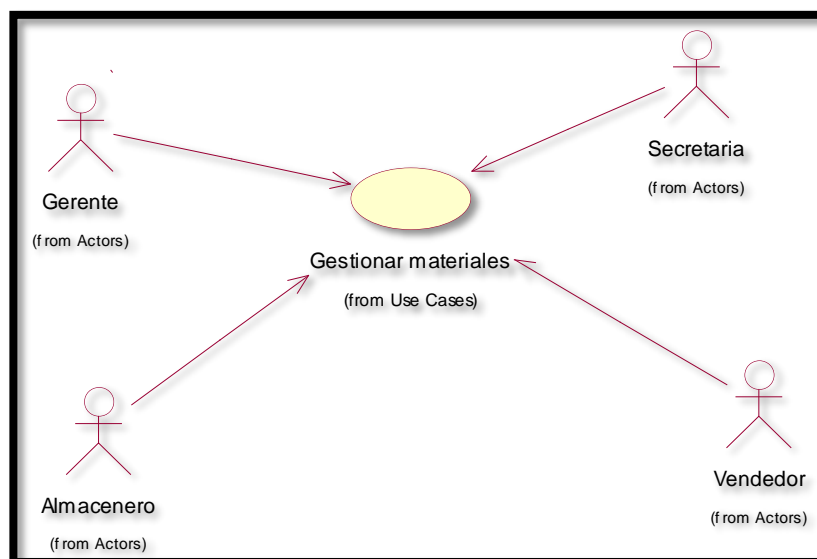 Secretaria
(from Actors)
Gerente
(from Actors)
Gestionar materiales
(from Use Cases)
Vendedor
(from Actors)
Almacenero
(from Actors)